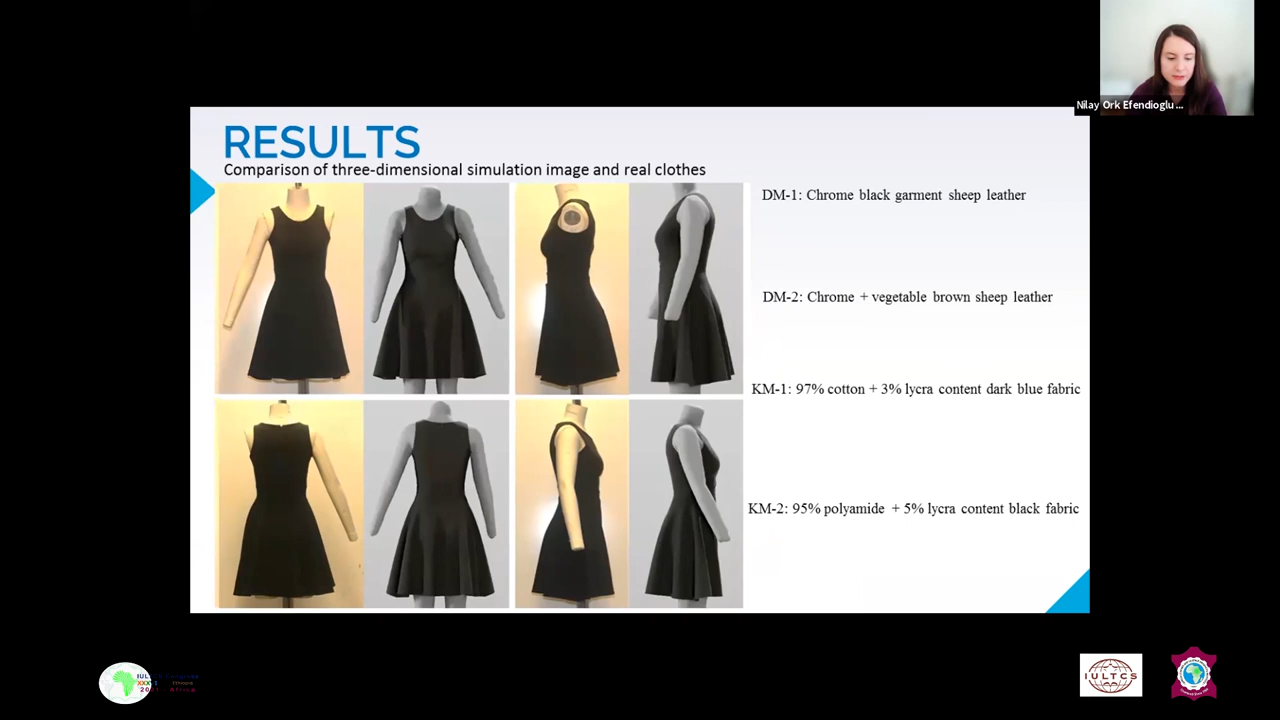 Nilay Ork Efendioglu ...
RESULTS
Comparison of three-dimensional simulation image and real clothes
DM-1: Chrome black garment sheep leather
DM-2: Chrome + vegetable brown sheep leather
KM-1: 97% cotton + 3% lycra content dark blue fabric
KM-2: 95% polyamide + 5% lycra content black fabric
IULTCS